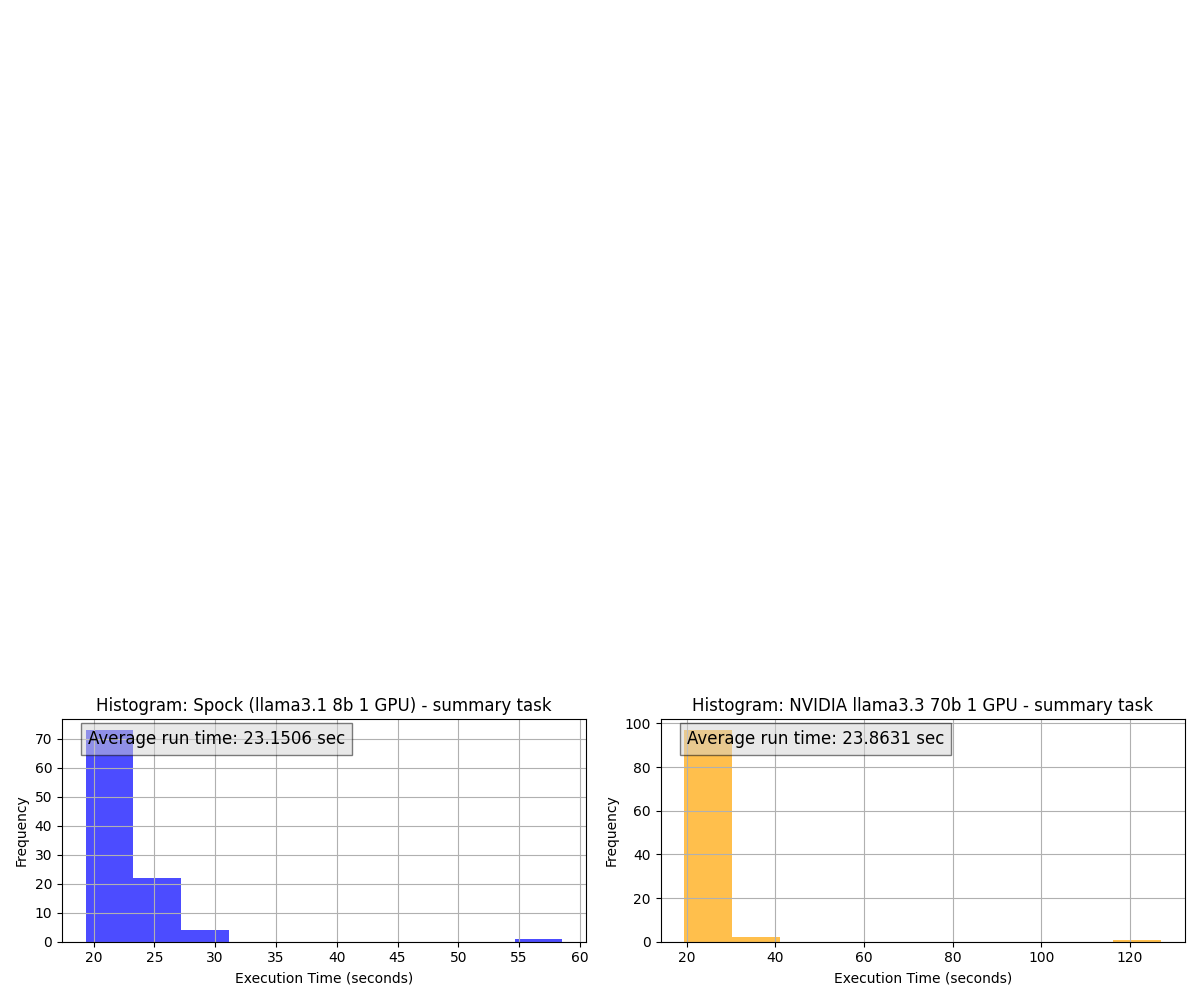 Histogram: Spock (llama3.1 8b 1 GPU) - summary task
Average run time: 23.1506 sec
Frequency
70
60
50
40
30
20
10
0
20 25 30 35 40 45 50 55 60
Execution Time (seconds)
Histogram: NVIDIA llama3.3 70b 1 GPU - summary task
Average run time: 23.8631 sec
Frequency
100
80
60
40
20
0
20 40 60 80 100 120
Execution Time (seconds)